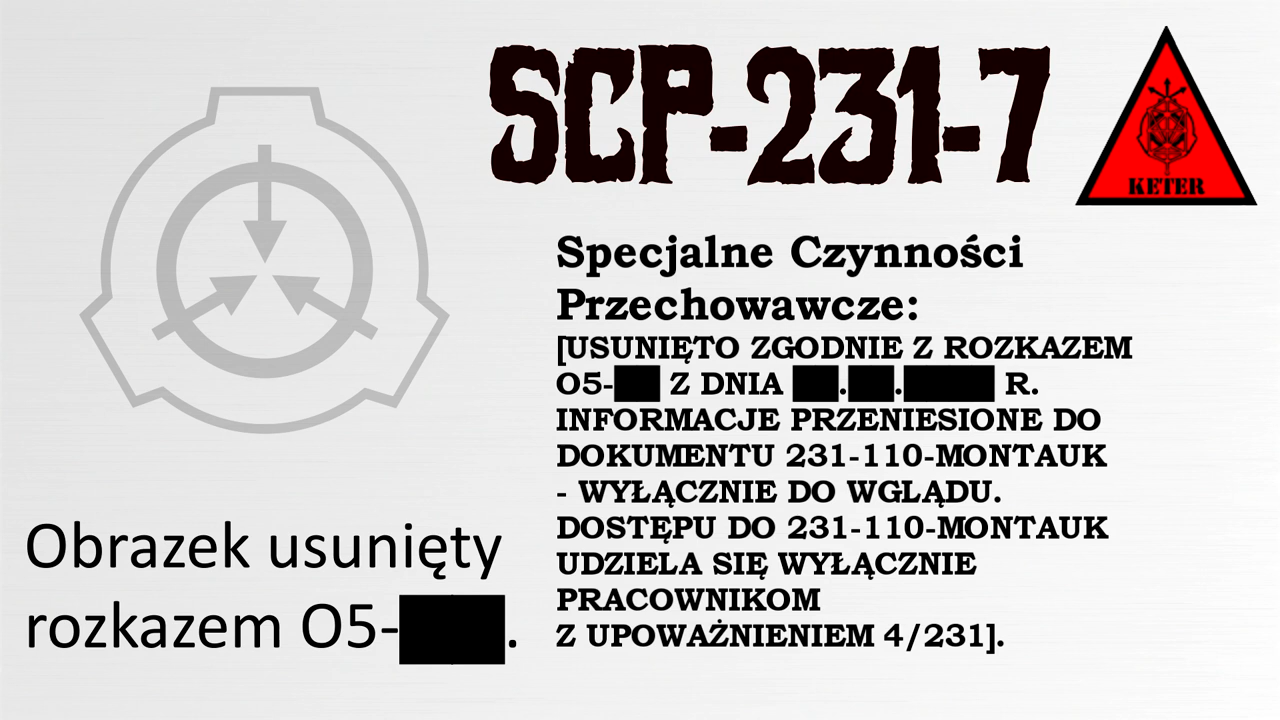 SCP-231-7
KETER
Specjalne Czynności
Przechowawcze:
[USUNIĘTO ZGODNIE Z ROZKAZEM
O5-██ Z DNIA ██.██.████ R.
INFORMACJE PRZENIESIONE DO
DOKUMENTU 231-110-MONTAUK
- WYŁĄCZNIE DO WGLĄDU.
DOSTĘPU DO 231-110-MONTAUK
UDZIELA SIĘ WYŁĄCZNIE
PRACOWNIKOM
Z UPOWAŻNIENIEM 4/231].
Obrazek usunięty
rozkazem O5-███.